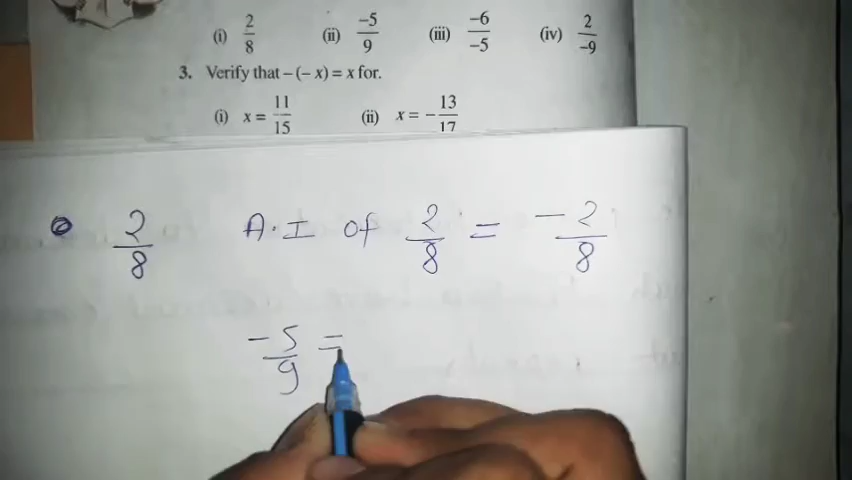 (i) 2/8 (ii) -5/9 (iii) -6/-5 (iv) 2/-9
3. Verify that – (– x) = x for.
(i) x = 11/15 (ii) x = -13/17
2/8 A.I of 2/8 = -2/8
-5/9 =